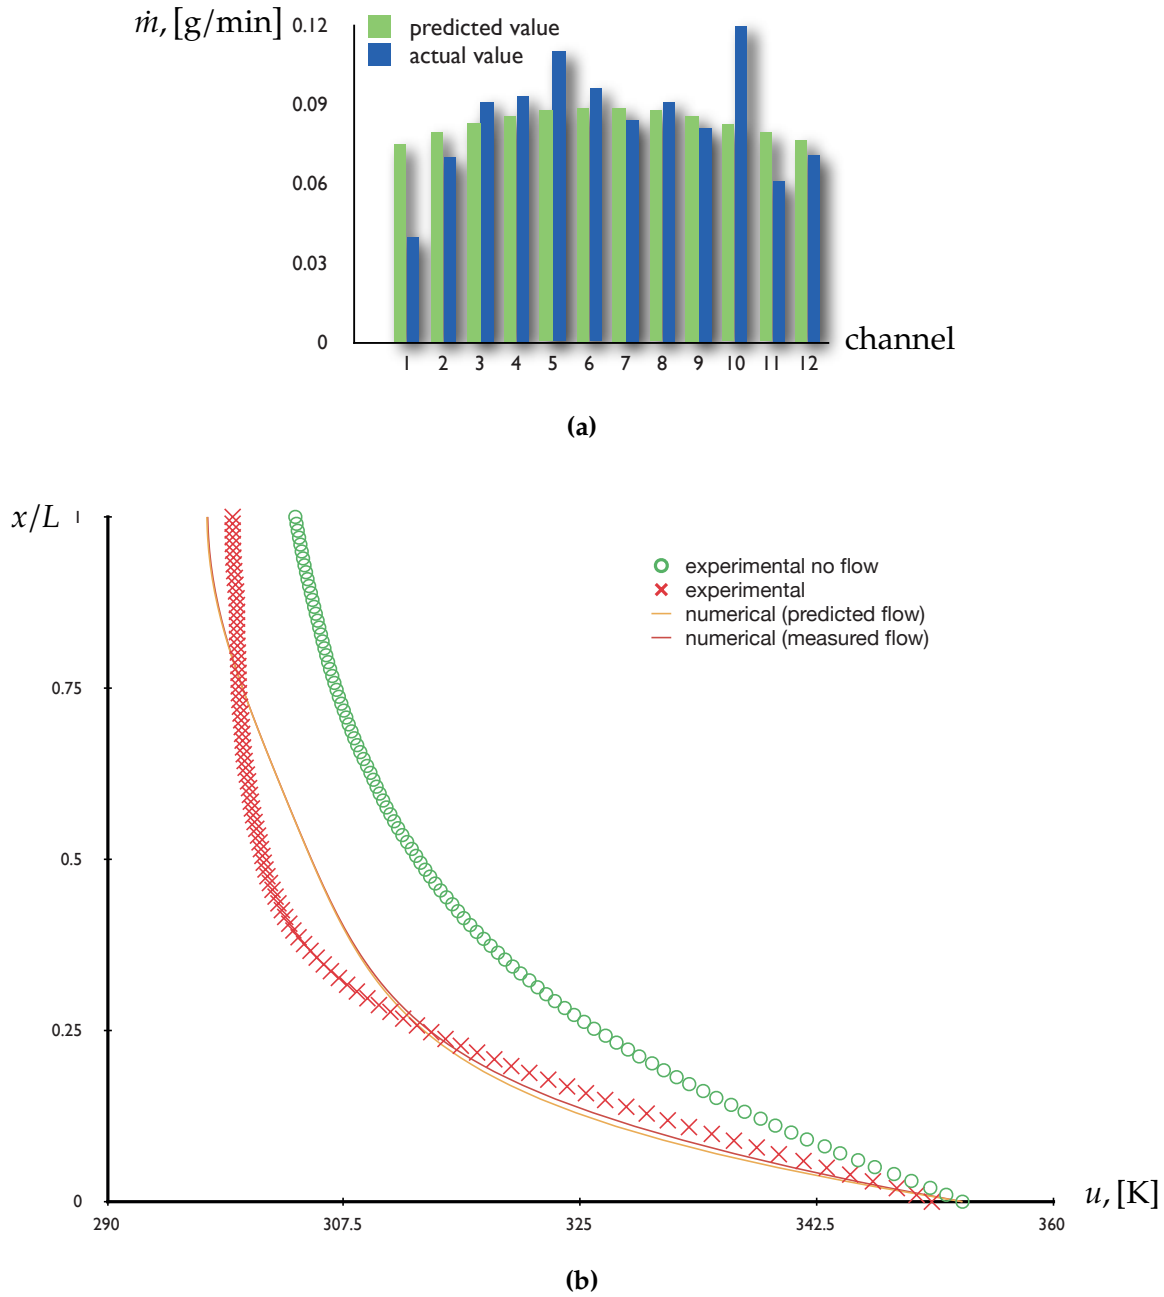 ṁ, [g/min]
0.12
predicted value
actual value
0.09
0.06
0.03
0
channel
1 2 3 4 5 6 7 8 9 10 11 12
(a)
x/L
1
experimental no flow
experimental
numerical (predicted flow)
numerical (measured flow)
0.75
0.5
0.25
0
u, [K]
290 307.5 325 342.5 360
(b)